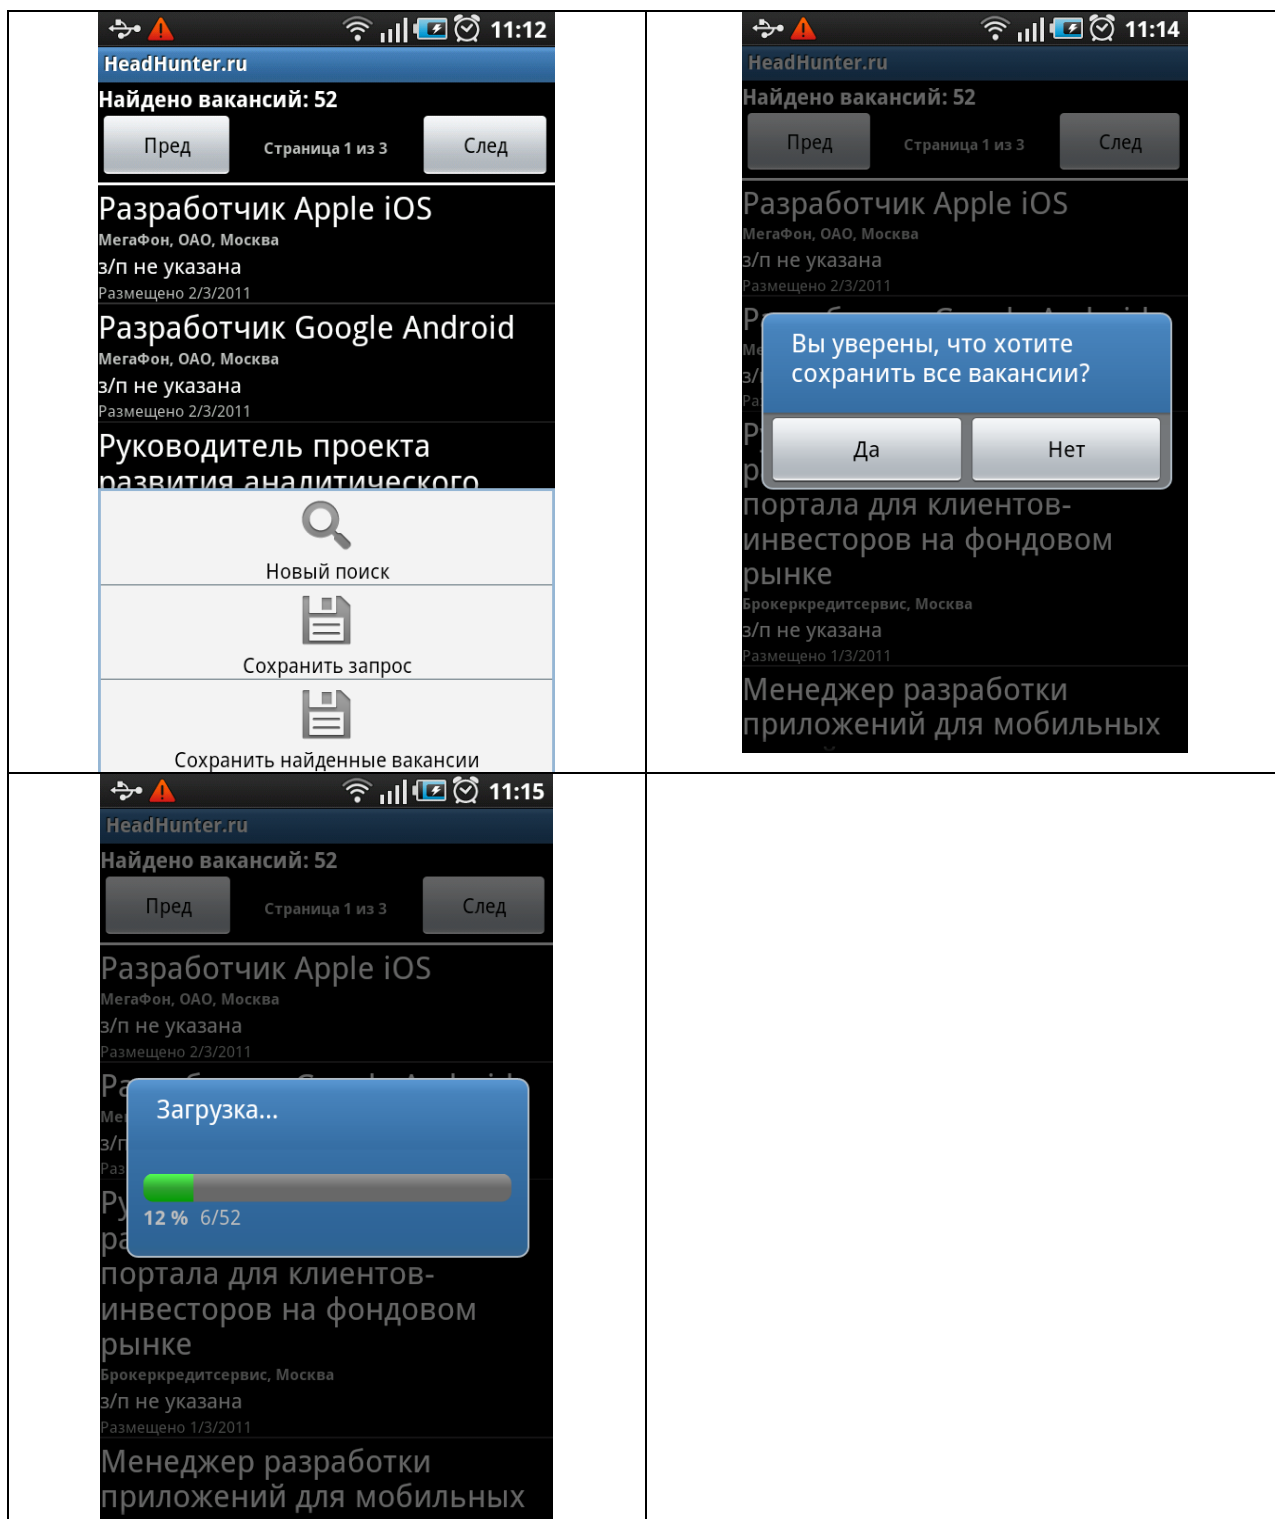 11:12
HeadHunter.ru
Найдено вакансий: 52
Пред
Страница 1 из 3
След
Разработчик Apple iOS
МегаФон, ОАО, Москва
з/п не указана
Размещено 2/3/2011
Разработчик Google Android
МегаФон, ОАО, Москва
з/п не указана
Размещено 2/3/2011
Руководитель проекта
развития аналитического
Новый поиск
Сохранить запрос
Сохранить найденные вакансии
11:14
HeadHunter.ru
Найдено вакансий: 52
Пред
Страница 1 из 3
След
Разработчик Apple iOS
МегаФон, ОАО, Москва
з/п не указана
Размещено 2/3/2011
Вы уверены, что хотите
сохранить все вакансии?
Да
Нет
портала для клиентов-
инвесторов на фондовом
рынке
Брокеркредитсервис, Москва
з/п не указана
Размещено 1/3/2011
Менеджер разработки
приложений для мобильных
11:15
HeadHunter.ru
Найдено вакансий: 52
Пред
Страница 1 из 3
След
Разработчик Apple iOS
МегаФон, ОАО, Москва
з/п не указана
Размещено 2/3/2011
Загрузка...
12 % 6/52
портала для клиентов-
инвесторов на фондовом
рынке
Брокеркредитсервис, Москва
з/п не указана
Размещено 1/3/2011
Менеджер разработки
приложений для мобильных